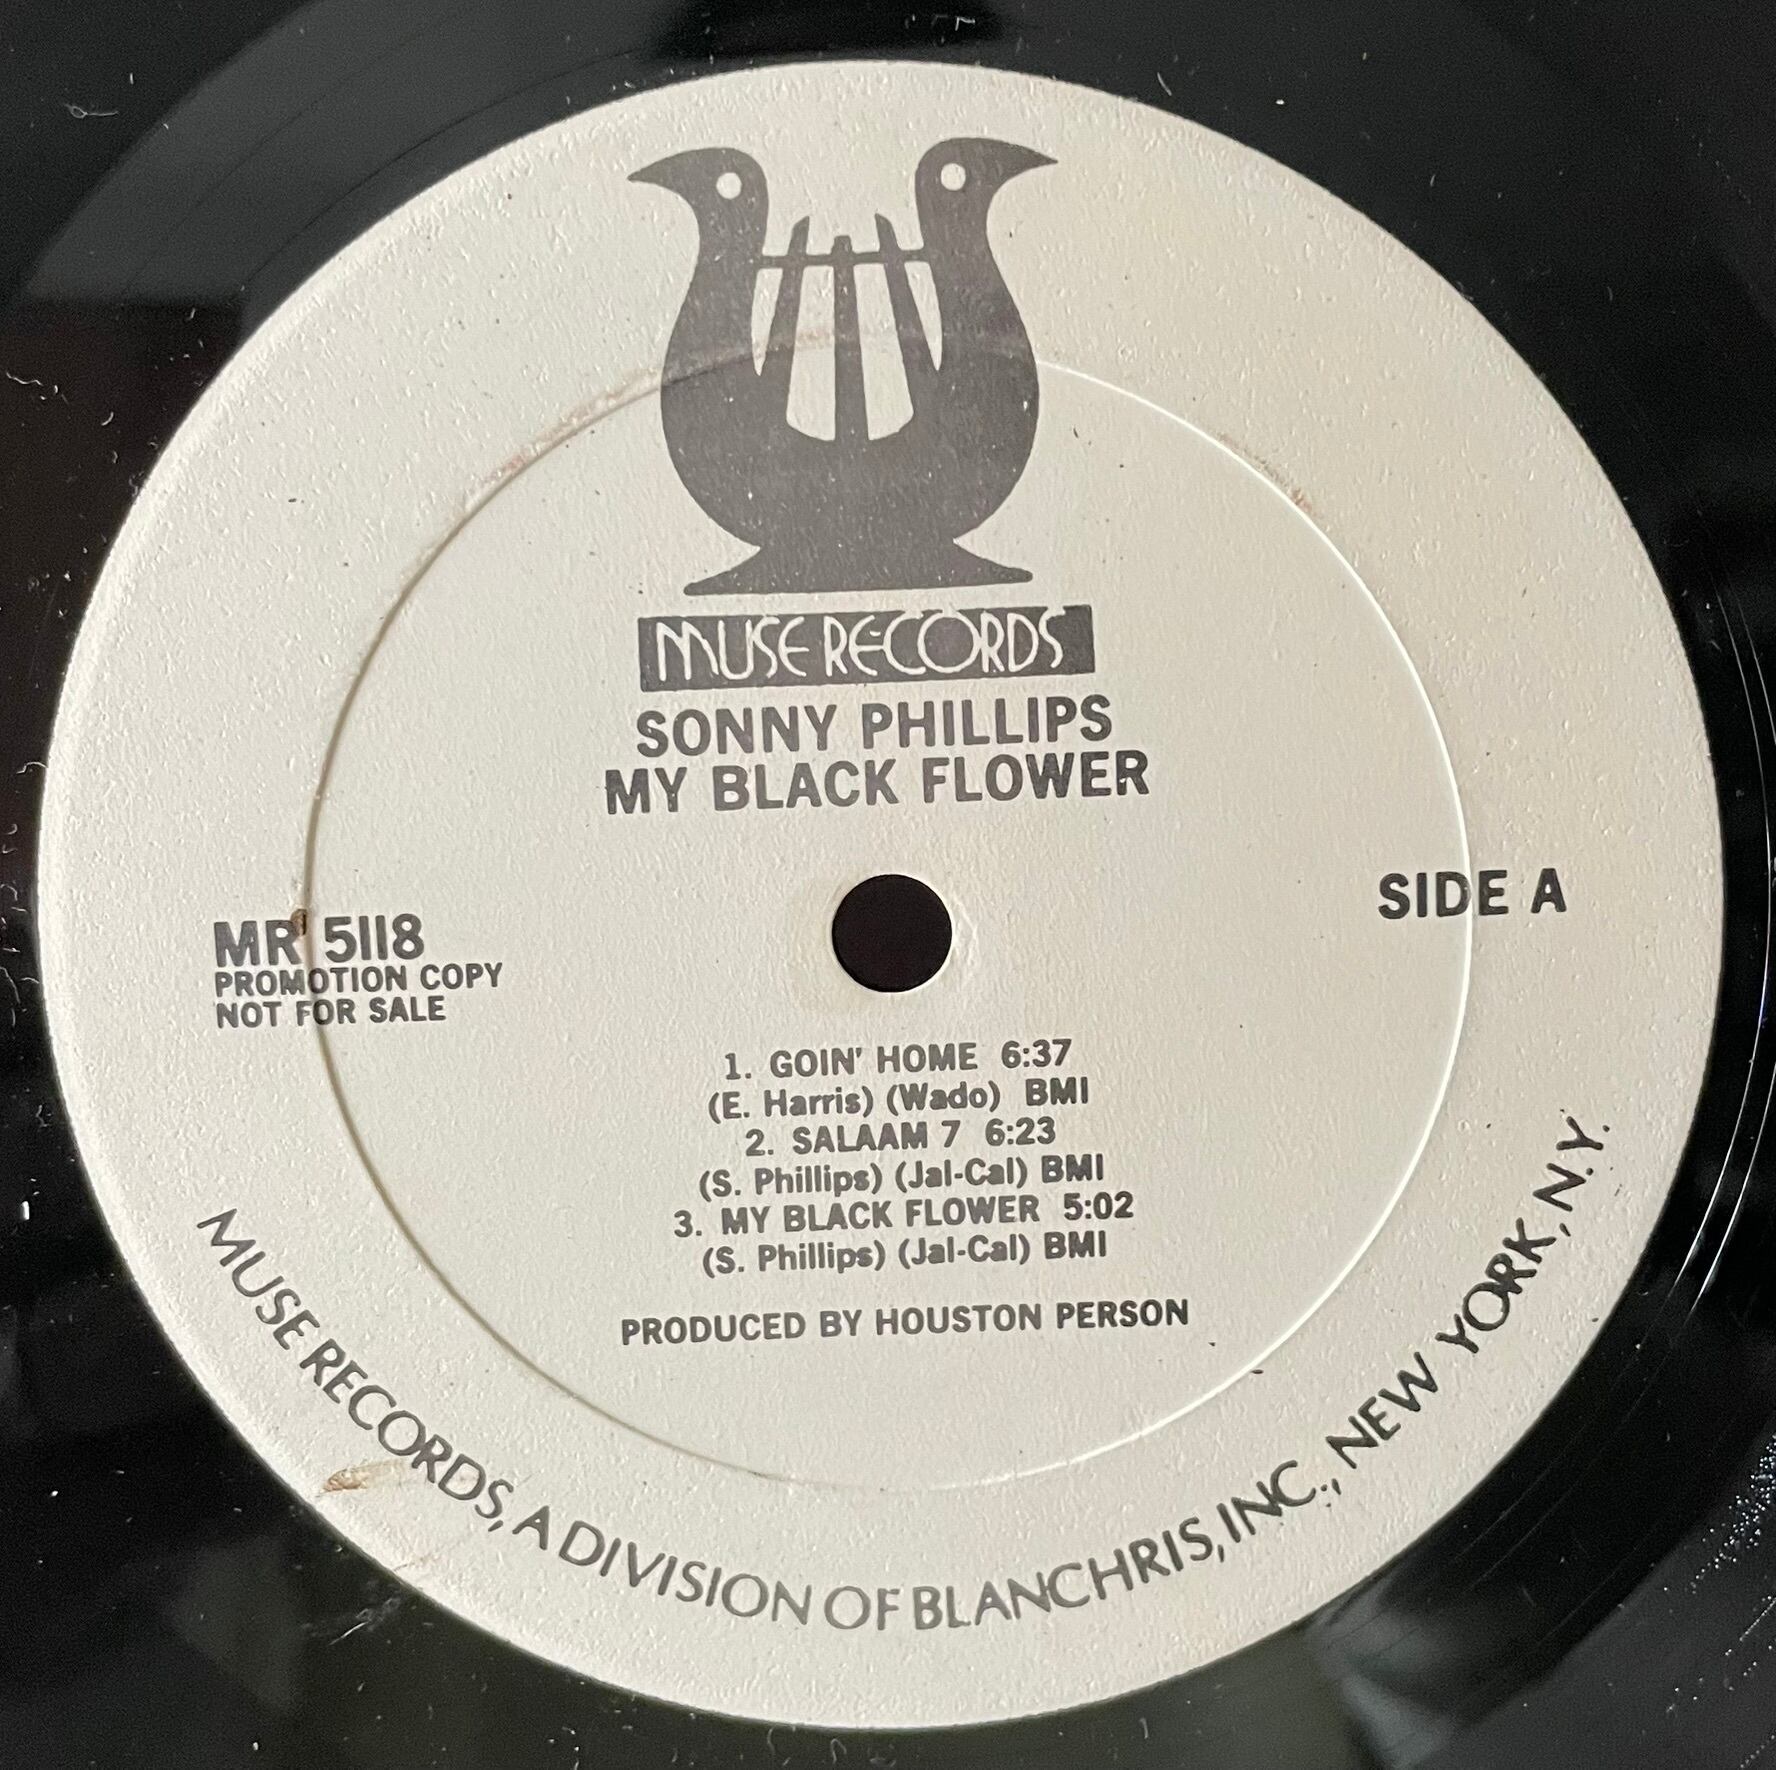 MUSE RECORDS
SONNY PHILLIPS
MY BLACK FLOWER
SIDE A
MR 5118
PROMOTION COPY
NOT FOR SALE
1. GOIN' HOME 6:37
(E. Harris) (Wado) BMI
2. SALAAM 7 6:23
(S. Phillips) (Jal-Cal) BMI
3. MY BLACK FLOWER 5:02
(S. Phillips) (Jal-Cal) BMI
PRODUCED BY HOUSTON PERSON
MUSE RECORDS, A DIVISION OF BLANCHRIS, INC., NEW YORK, N.Y.